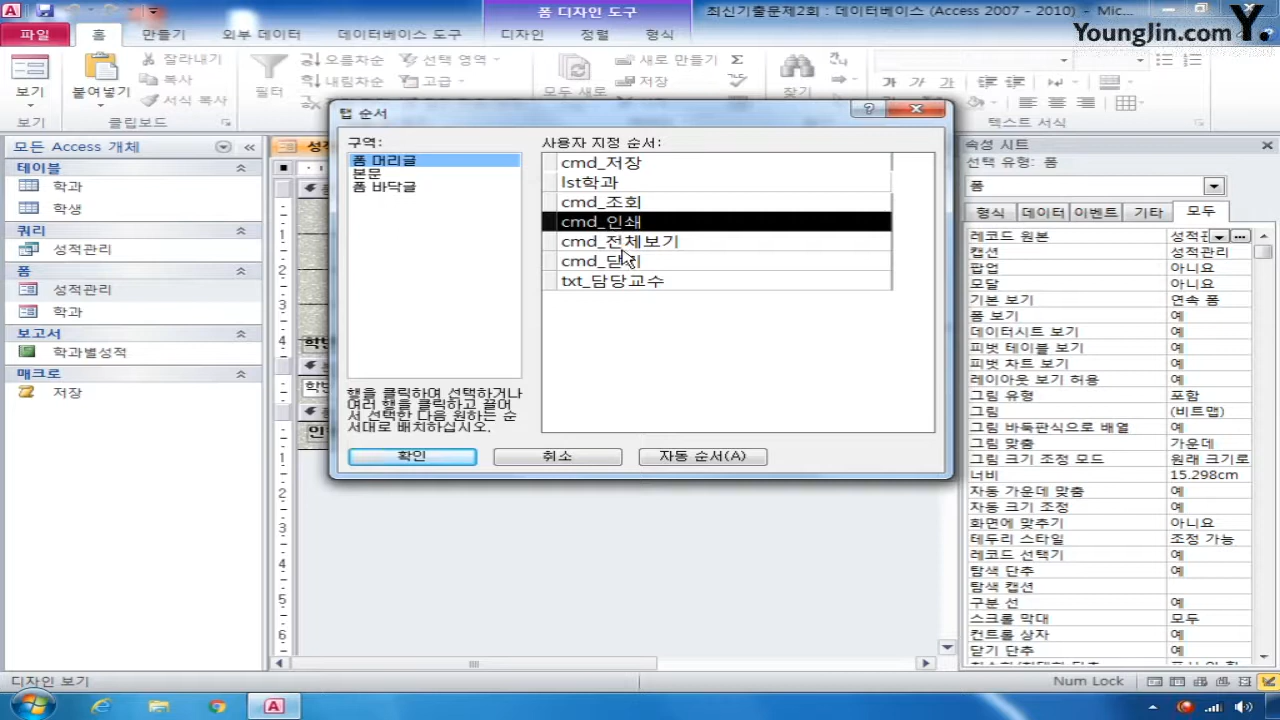 폼 디자인 도구
최신기출문제2회 : 데이터베이스 (Access 2007 - 2010) - Mic...
YoungJin.com Y.
파일
홈
만들기
외부 데이터
데이터베이스 도구
디자인
정렬
형식
보기
보기
붙여넣기
잘라내기
복사
서식 복사
클립보드
필터
오름차순
내림차순
선택 영역
고급
모두 새로
새로 만들기
저장
찾기
가 가 가
텍스트 서식
모든 Access 개체
테이블
학과
학생
쿼리
성적관리
폼
성적관리
학과
보고서
학과별성적
매크로
저장
탭 순서
구역:
폼 머리글
본문
폼 바닥글
사용자 지정 순서:
cmd_저장
lst학과
cmd_조회
cmd_인쇄
cmd_전체보기
txt_담당교수
행을 클릭하며 선택하거나
여러 행을 클릭하고 끌어
서 선택한 다음 원하는 순
서대로 배치하십시오.
확인
취소
자동 순서(A)
1
2
3
4
1
2
3
4
5
6
속성 시트
선택 유형: 폼
폼
형식
데이터
이벤트
기타
모두
레코드 원본
캡션 성적관리
팝업 아니요
모달 아니요
기본 보기 연속 폼
폼 보기 예
데이터시트 보기 예
피벗 테이블 보기 예
피벗 차트 보기 예
레이아웃 보기 허용 예
그림 유형 포함
그림 (비트맵)
그림 바둑판식으로 배열 예
그림 맞춤 가운데
그림 크기 조정 모드 원래 크기로
너비 15.298cm
자동 가운데 맞춤 예
자동 크기 조정 예
화면에 맞추기 아니요
테두리 스타일 조정 가능
레코드 선택기 예
탐색 단추 예
탐색 캡션
구분 선 예
스크롤 막대 모두
컨트롤 상자 예
닫기 단추 예
디자인 보기
Num Lock